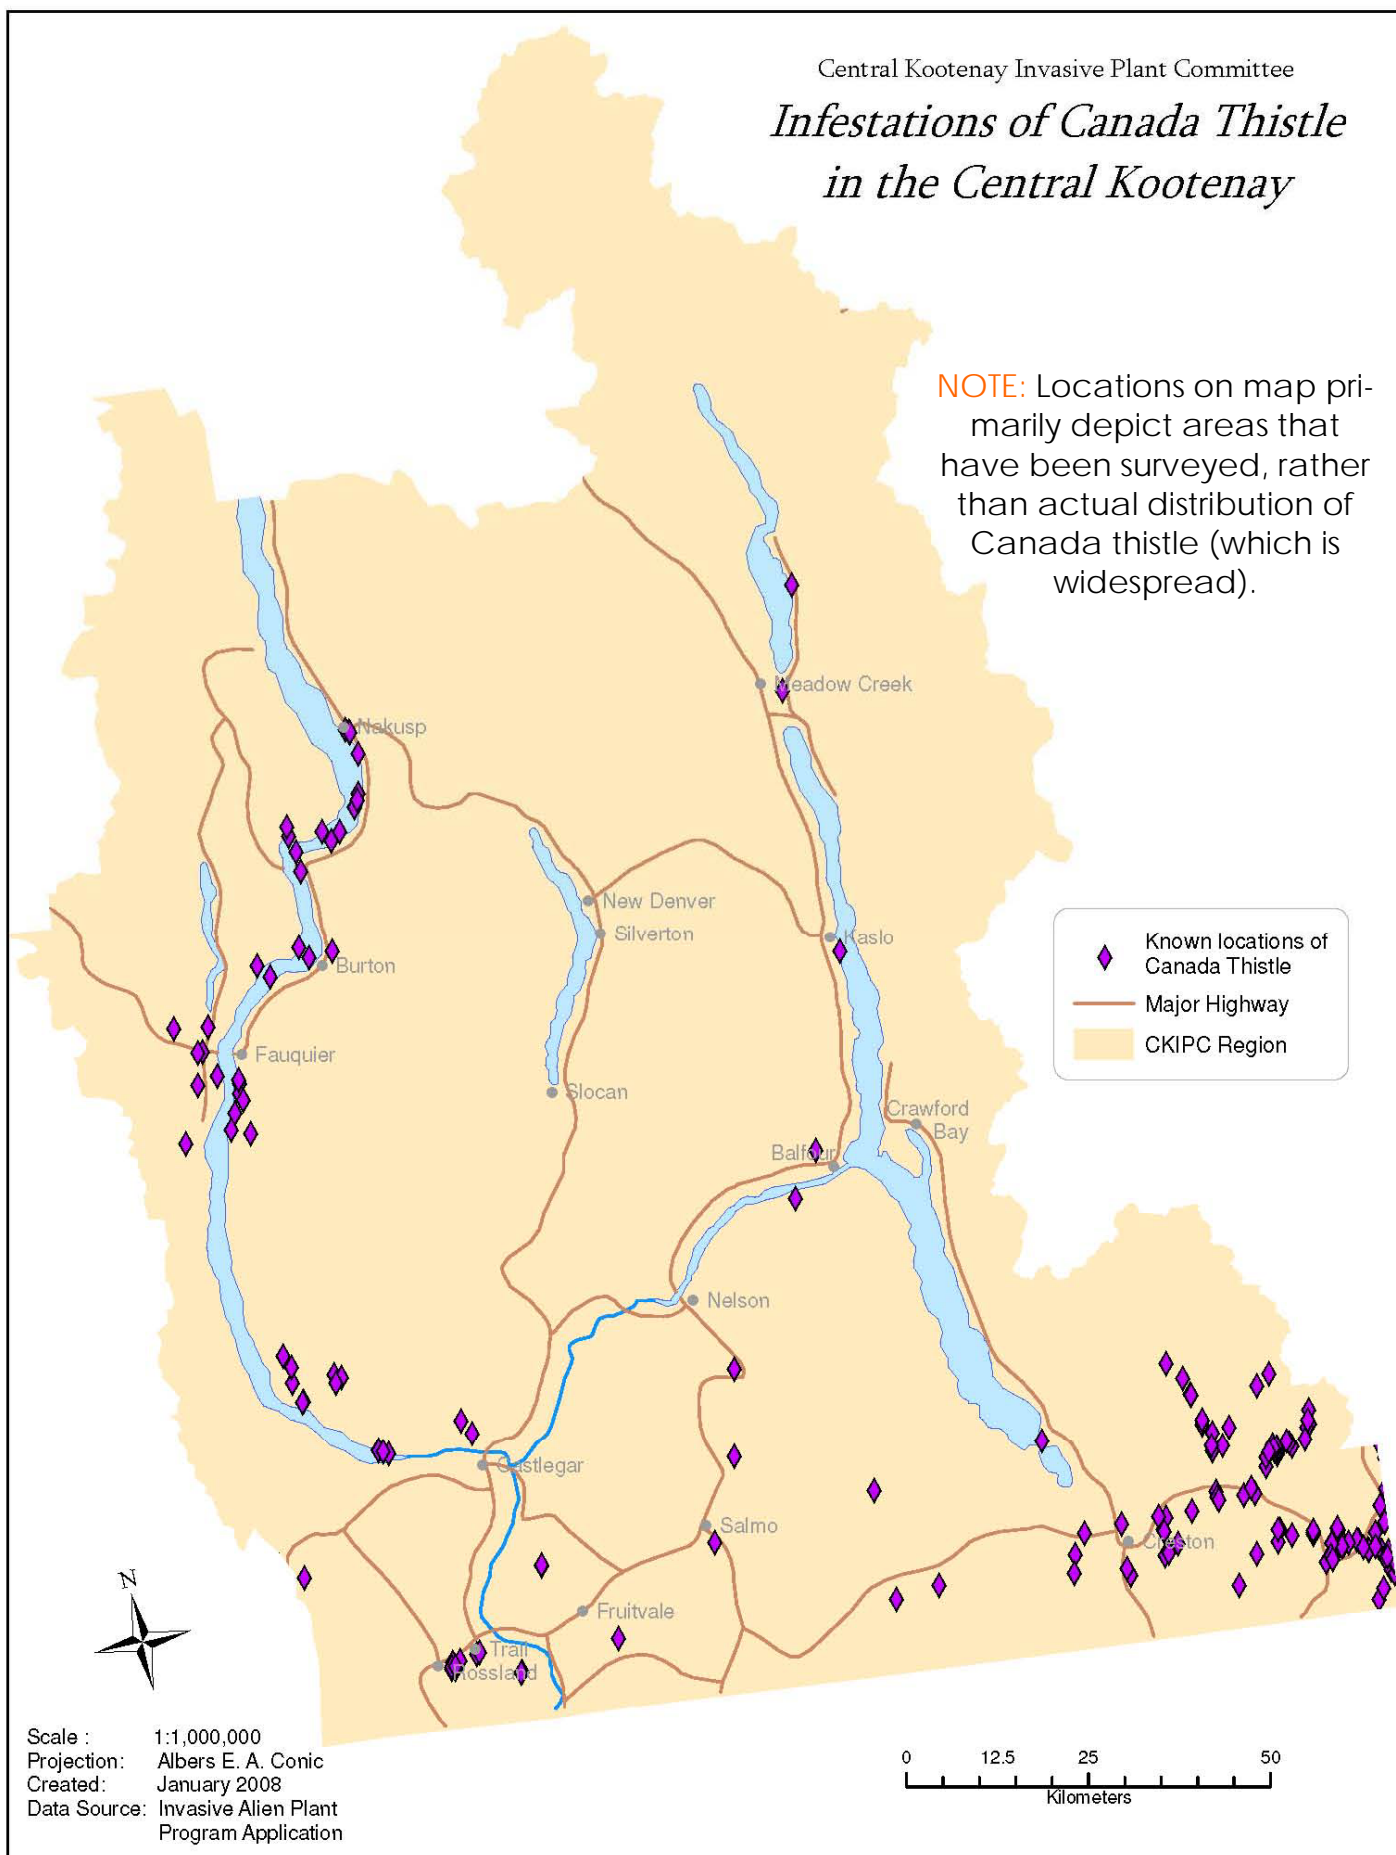 Central Kootenay Invasive Plant Committee
Infestations of Canada Thistle
in the Central Kootenay
NOTE: Locations on map pri-
marily depict areas that
have been surveyed, rather
than actual distribution of
Canada thistle (which is
widespread).
Meadow Creek
Nakusp
New Denver
Silverton
Kaslo
Burton
Fauquier
Slocan
Crawford
Bay
Balfour
Nelson
Castlegar
Salmo
Creston
Fruitvale
Trail
Rossland
Known locations of
Canada Thistle
Major Highway
CKIPC Region
N
Scale : 1:1,000,000
Projection: Albers E. A. Conic
Created: January 2008
Data Source: Invasive Alien Plant
Program Application
0 12.5 25 50
Kilometers